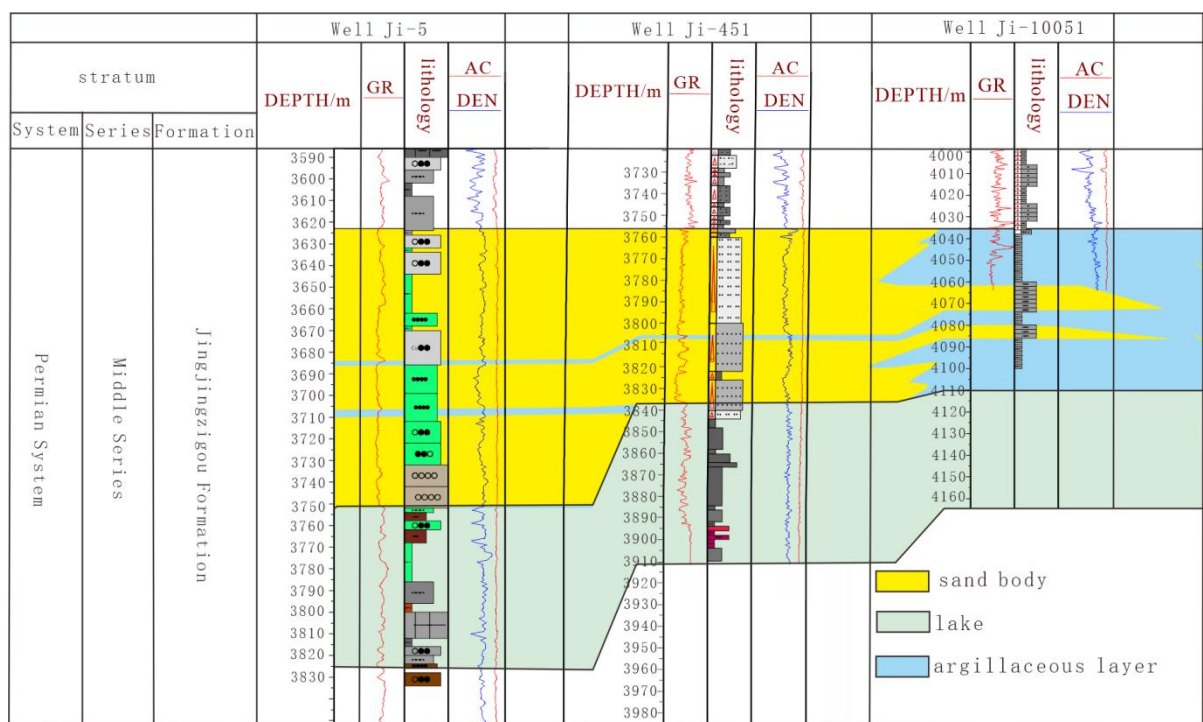 Well Ji-5
Well Ji-451
Well Ji-10051
stratum
System
Series
Formation
DEPTH/m
GR
lithology
AC
DEN
DEPTH/m
GR
lithology
AC
DEN
DEPTH/m
GR
lithology
AC
DEN
Permian System
Middle Series
Jingjingzigou Formation
3590
3600
3610
3620
3630
3640
3650
3660
3670
3680
3690
3700
3710
3720
3730
3740
3750
3760
3770
3780
3790
3800
3810
3820
3830
3730
3740
3750
3760
3770
3780
3790
3800
3810
3820
3830
3840
3850
3860
3870
3880
3890
3900
3910
3920
3930
3940
3950
3960
3970
3980
4000
4010
4020
4030
4040
4050
4060
4070
4080
4090
4100
4110
4120
4130
4140
4150
4160
sand body
lake
argillaceous layer